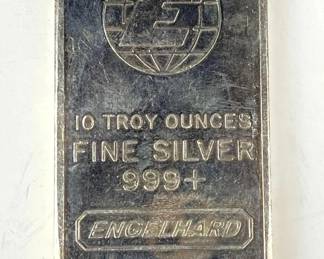 E
10 TROY OUNCES
FINE SILVER
999+
ENGELHARD